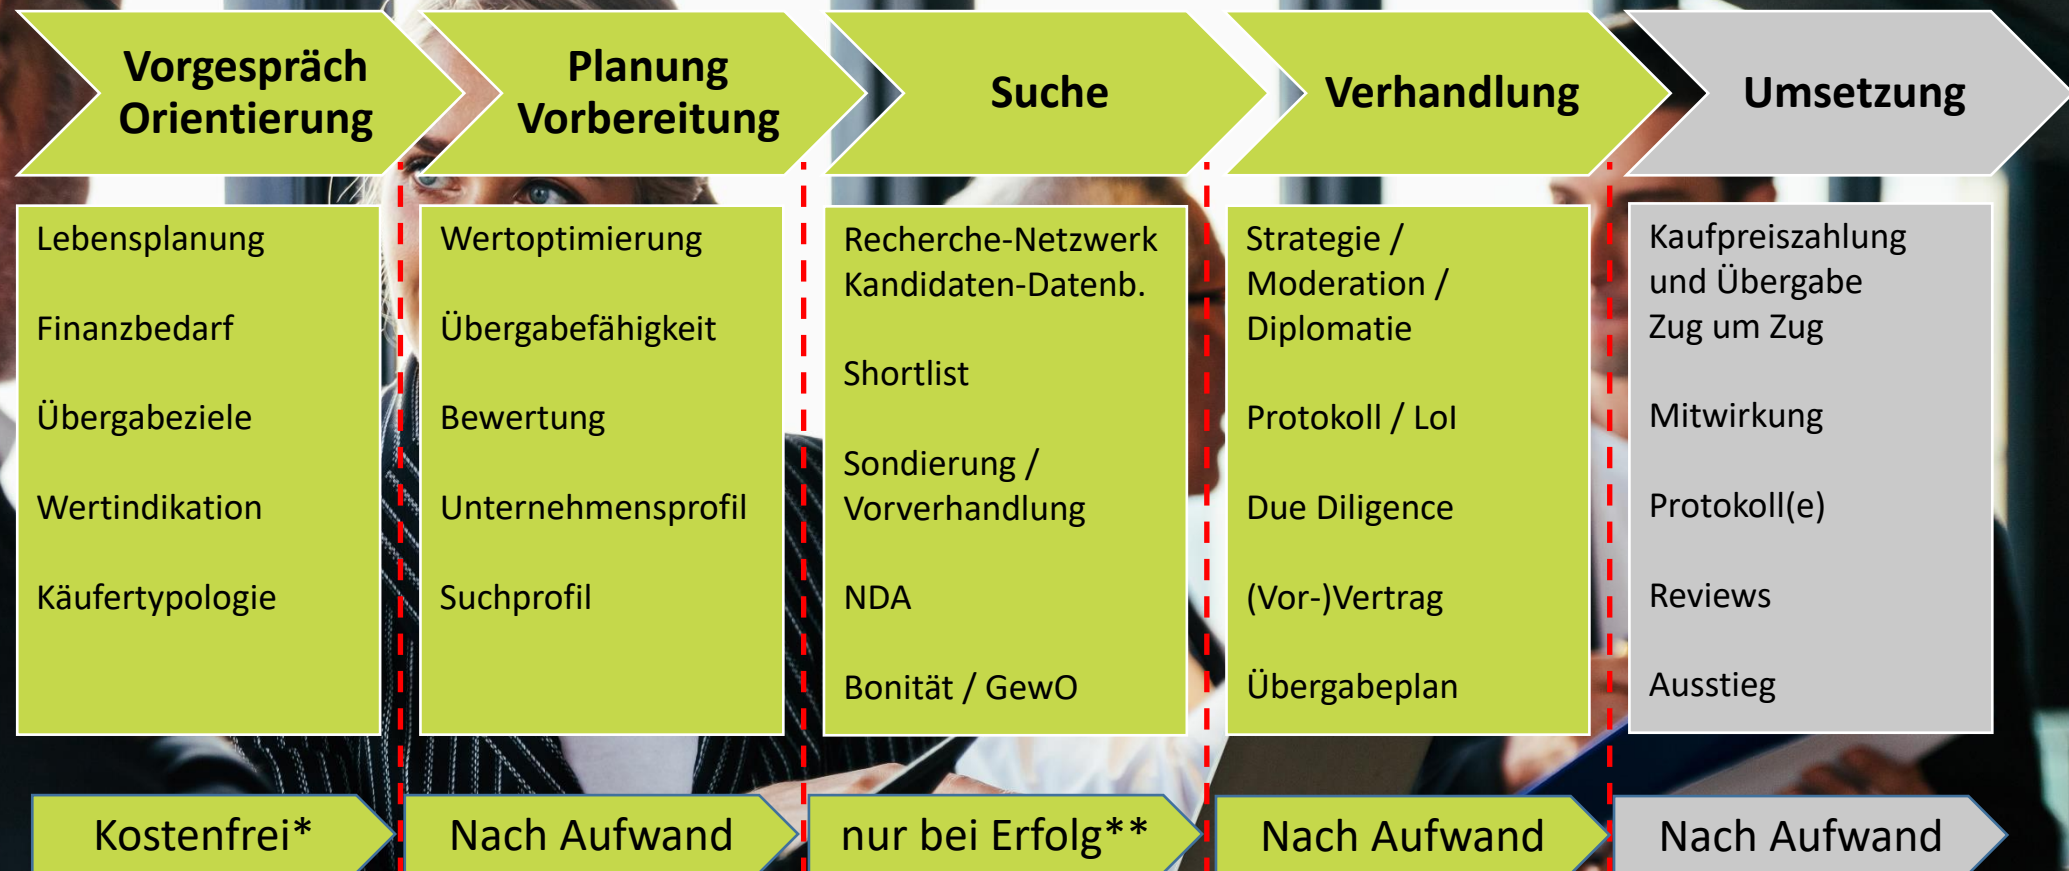 Vorgespräch
Orientierung
Planung
Vorbereitung
Suche
Verhandlung
Umsetzung
Lebensplanung
Finanzbedarf
Übergabeziele
Wertindikation
Käufertypologie
Wertoptimierung
Übergabefähigkeit
Bewertung
Unternehmensprofil
Suchprofil
Recherche-Netzwerk
Kandidaten-Datenb.
Shortlist
Sondierung /
Vorverhandlung
NDA
Bonität / GewO
Strategie /
Moderation /
Diplomatie
Protokoll / LoI
Due Diligence
(Vor-)Vertrag
Übergabeplan
Kaufpreiszahlung
und Übergabe
Zug um Zug
Mitwirkung
Protokoll(e)
Reviews
Ausstieg
Kostenfrei*
Nach Aufwand
nur bei Erfolg**
Nach Aufwand
Nach Aufwand